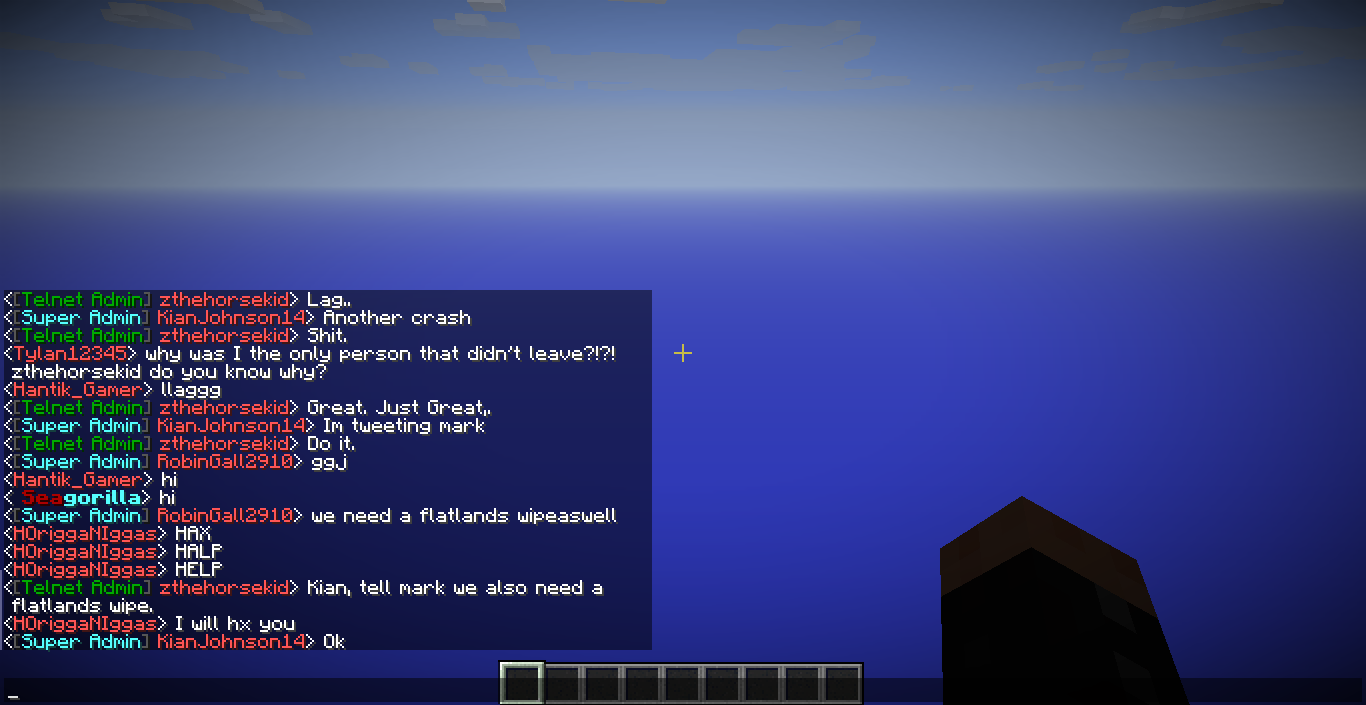 <[Telnet Admin] zthehorsekid> Lag..
<[Super Admin] KianJohnson14> Another crash
<[Telnet Admin] zthehorsekid> Shit.
<Tylan12345> why was I the only person that didn't leave?!?!
zthehorsekid do you know why?
<Hantik_Gamer> llaggg
<[Telnet Admin] zthehorsekid> Great. Just Great,.
<[Super Admin] KianJohnson14> Im tweeting mark
<[Telnet Admin] zthehorsekid> Do it.
<[Super Admin] RobinGall2910> gg.j
<Hantik_Gamer> hi
< Seagorilla> hi
<[Super Admin] RobinGall2910> we need a flatlands wipeaswell
<HOriggaNIggas> HAX
<HOriggaNIggas> HALP
<HOriggaNIggas> HELP
<[Telnet Admin] zthehorsekid> Kian, tell mark we also need a
flatlands wipe.
<HOriggaNIggas> I will hx you
<[Super Admin] KianJohnson14> Ok
_